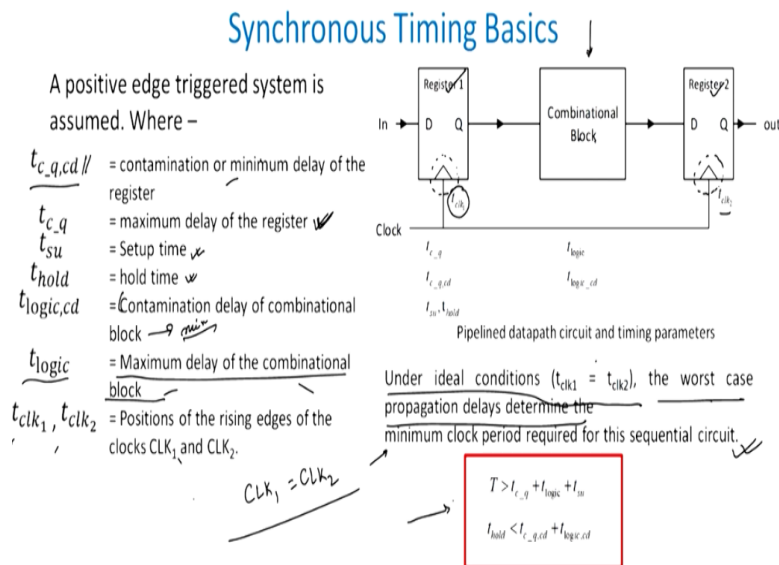 Synchronous Timing Basics
A positive edge triggered system is
assumed. Where –
t_c_q,cd // = contamination or minimum delay of the
register
t_c_q = maximum delay of the register
t_su = Setup time
t_hold = hold time
t_logic,cd = Contamination delay of combinational
block → min
t_logic = Maximum delay of the combinational
block
t_clk1 , t_clk2 = Positions of the rising edges of the
clocks CLK1 and CLK2.
CLK1 = CLK2
Register1
Combinational
Block
Register2
In
D Q
D Q
out
t_clk1
t_clk2
Clock
t_c_q
t_logic
t_c_q,cd
t_logic_cd
t_su, t_hold
Pipelined datapath circuit and timing parameters
Under ideal conditions (t_clk1 = t_clk2), the worst case
propagation delays determine the
minimum clock period required for this sequential circuit.
T > t_c_q + t_logic + t_su
t_hold < t_c_q,cd + t_logic,cd